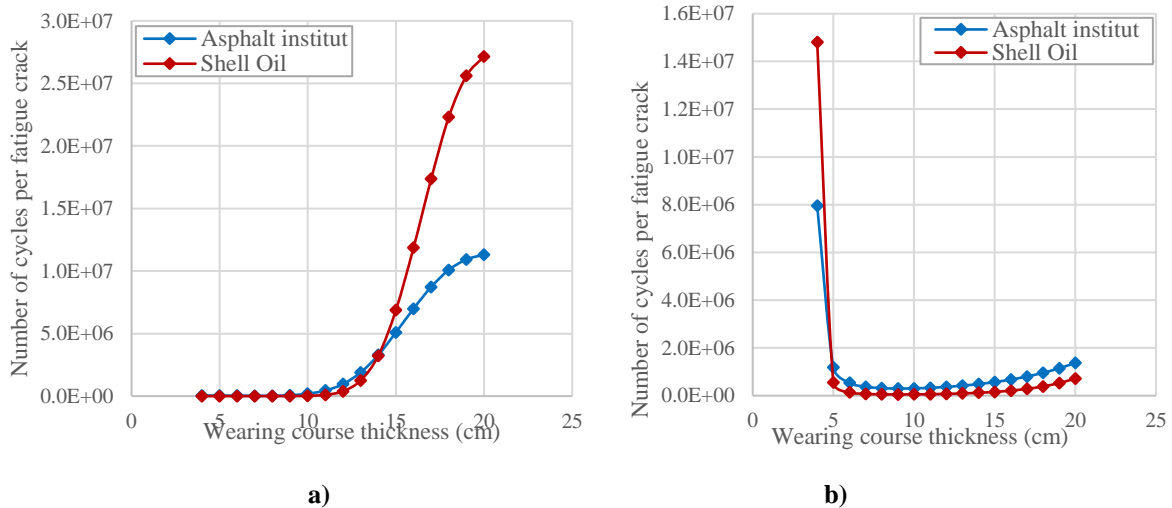 Number of cycles per fatigue crack
3.0E+07
2.5E+07
2.0E+07
1.5E+07
1.0E+07
5.0E+06
0.0E+00
Asphalt institut
Shell Oil
0
5
10
15
20
25
Wearing course thickness (cm)
a)
Number of cycles per fatigue crack
1.6E+07
1.4E+07
1.2E+07
1.0E+07
8.0E+06
6.0E+06
4.0E+06
2.0E+06
0.0E+00
Asphalt institut
Shell Oil
0
5
10
15
20
25
Wearing course thickness (cm)
b)